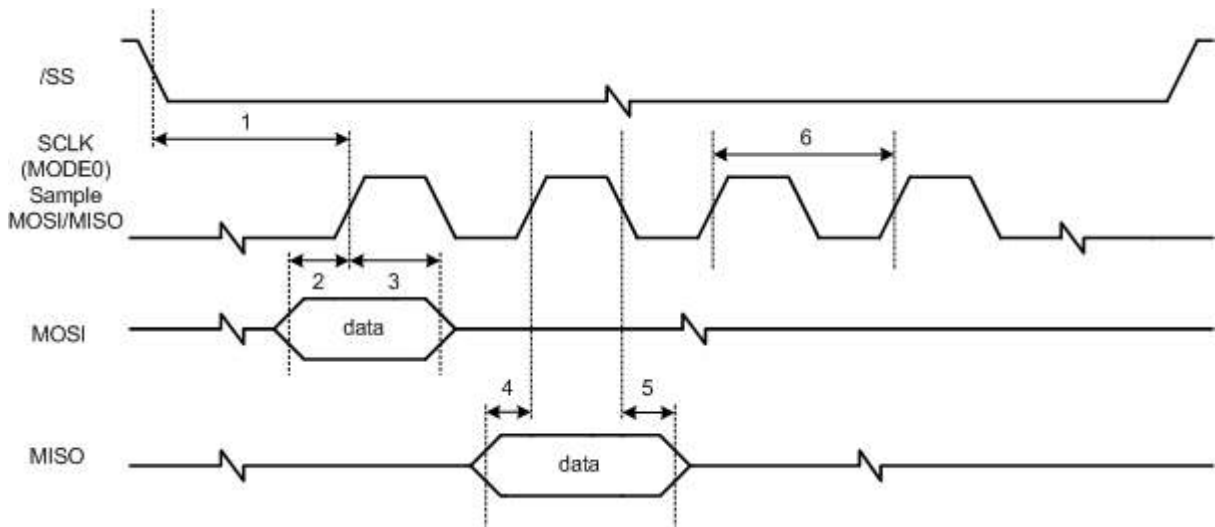 /SS
1
SCLK
(MODE0)
Sample
MOSI/MISO
6
2
3
MOSI
data
4
5
MISO
data